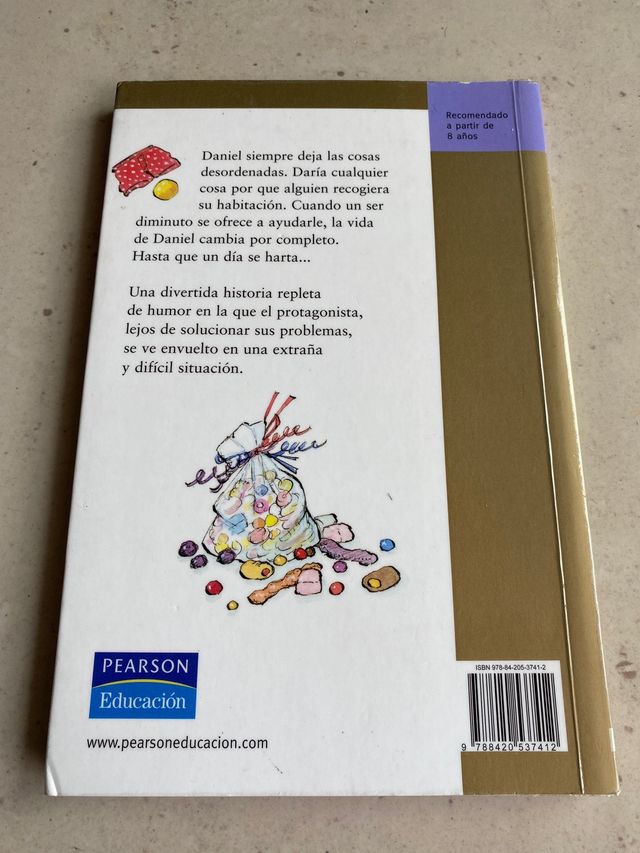 Recomendado
a partir de
8 años
Daniel siempre deja las cosas
desordenadas. Daría cualquier
cosa por que alguien recogiera
su habitación. Cuando un ser
diminuto se ofrece a ayudarle, la vida
de Daniel cambia por completo.
Hasta que un día se harta...
Una divertida historia repleta
de humor en la que el protagonista,
lejos de solucionar sus problemas,
se ve envuelto en una extraña
y difícil situación.
PEARSON
Educación
www.pearsoneducacion.com
ISBN 978-84-205-3741-2
9 788420 537412